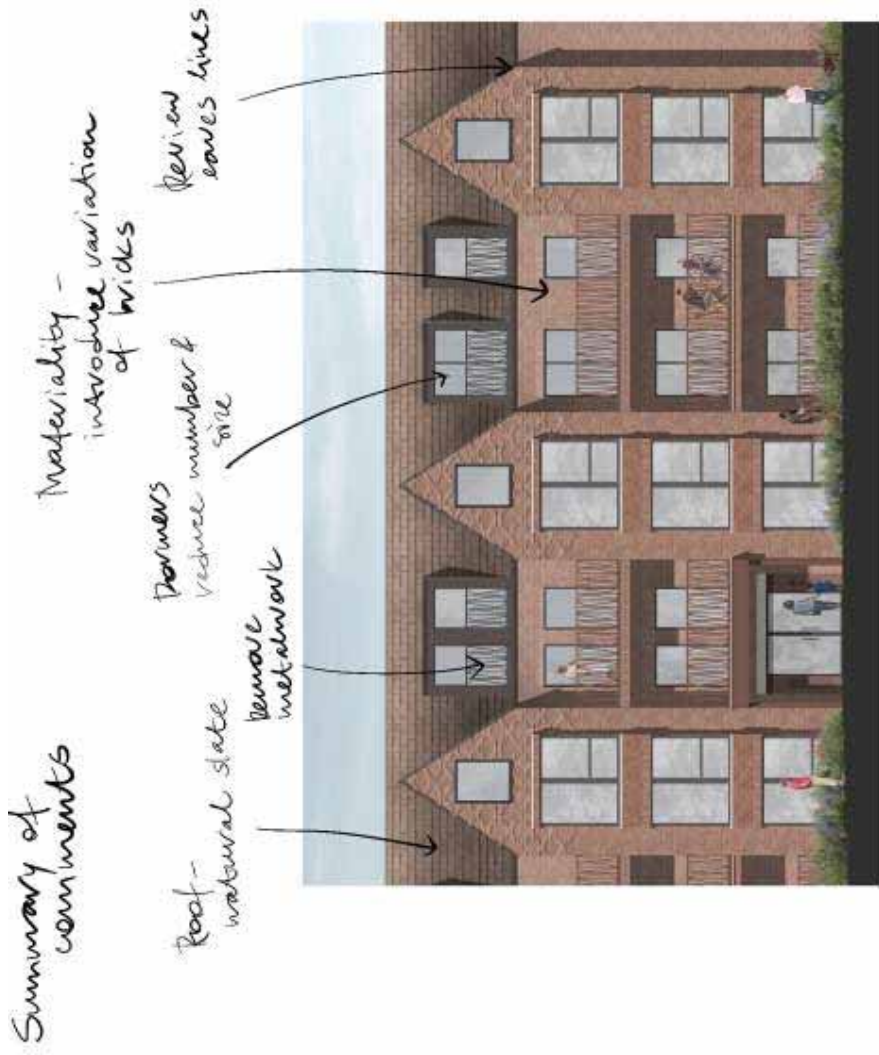 Summary of
comments
Roof -
natural slate
Remove
metalwork
Dormers
reduce number &
size
Materiality -
introduce variation
of bricks
Review
eaves lines